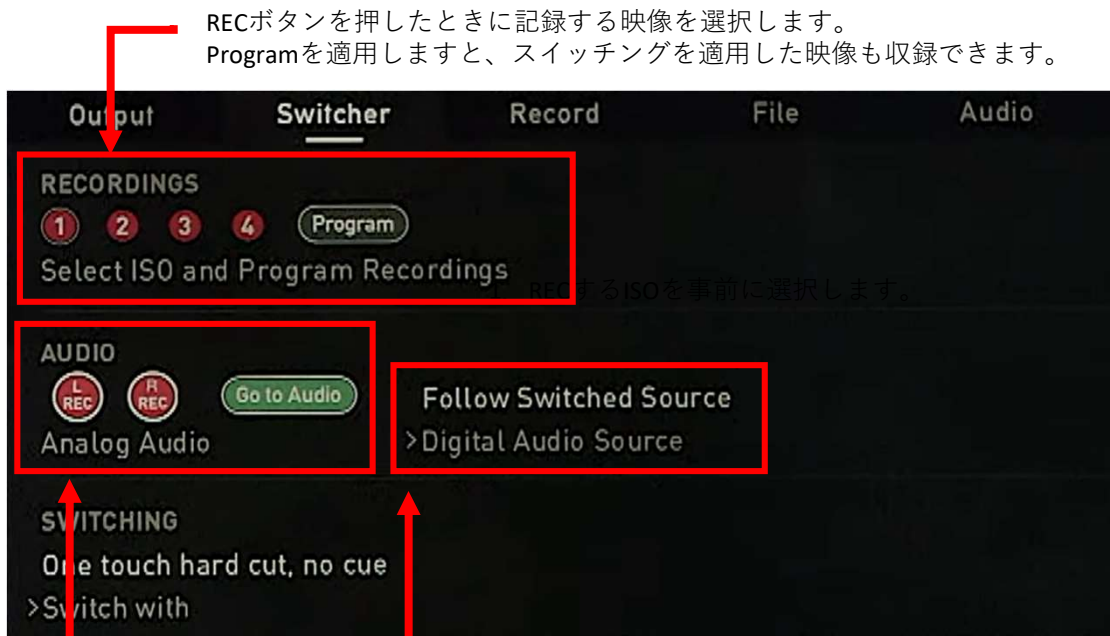 RECボタンを押したときに記録する映像を選択します。
Programを適用しますと、スイッチングを適用した映像も収録できます。
Output Switcher Record File Audio
RECORDINGS
1 2 3 4 Program
Select ISO and Program Recordings
RECするISOを事前に選択します。
AUDIO
L REC R REC Go to Audio
Follow Switched Source
Analog Audio
>Digital Audio Source
SWITCHING
One touch hard cut, no cue
>Switch with